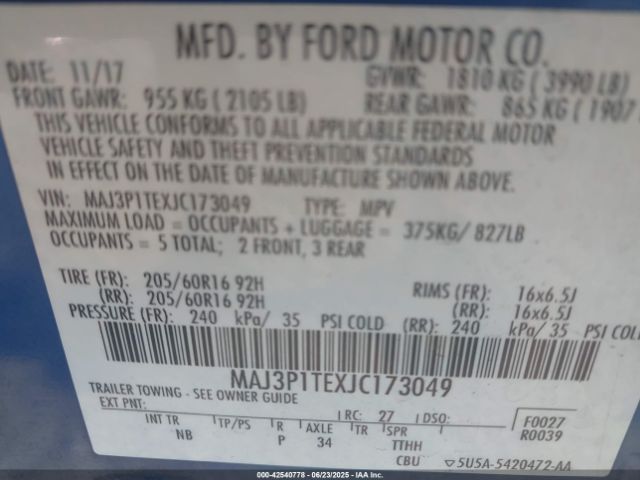 MFD. BY FORD MOTOR CO.
DATE: 11/17 GVWR: 1810 KG ( 3990 LB)
FRONT GAWR: 955 KG ( 2105 LB) REAR GAWR: 865 KG ( 1907
THIS VEHICLE CONFORMS TO ALL APPLICABLE FEDERAL MOTOR
VEHICLE SAFETY AND THEFT PREVENTION STANDARDS
IN EFFECT ON THE DATE OF MANUFACTURE SHOWN ABOVE.
VIN: MAJ3P1TEXJC173049 TYPE: MPV
MAXIMUM LOAD = OCCUPANTS + LUGGAGE = 375KG/ 827LB
OCCUPANTS = 5 TOTAL; 2 FRONT, 3 REAR
TIRE (FR): 205/60R16 92H RIMS (FR): 16x6.5J
(RR): 205/60R16 92H (RR): 16x6.5J
PRESSURE (FR): 240 kPa/ 35 PSI COLD (RR): 240 kPa/ 35 PSI COL
MAJ3P1TEXJC173049
TRAILER TOWING - SEE OWNER GUIDE
EXT PNT: RC: 27 DSO: F0027
INT TR TP/PS R AXLE TR SPR R0039
NB P 34 TTHH
CBU 5U5A-5420472-AA
000-42540778 - 06/23/2025 - IAAI.com